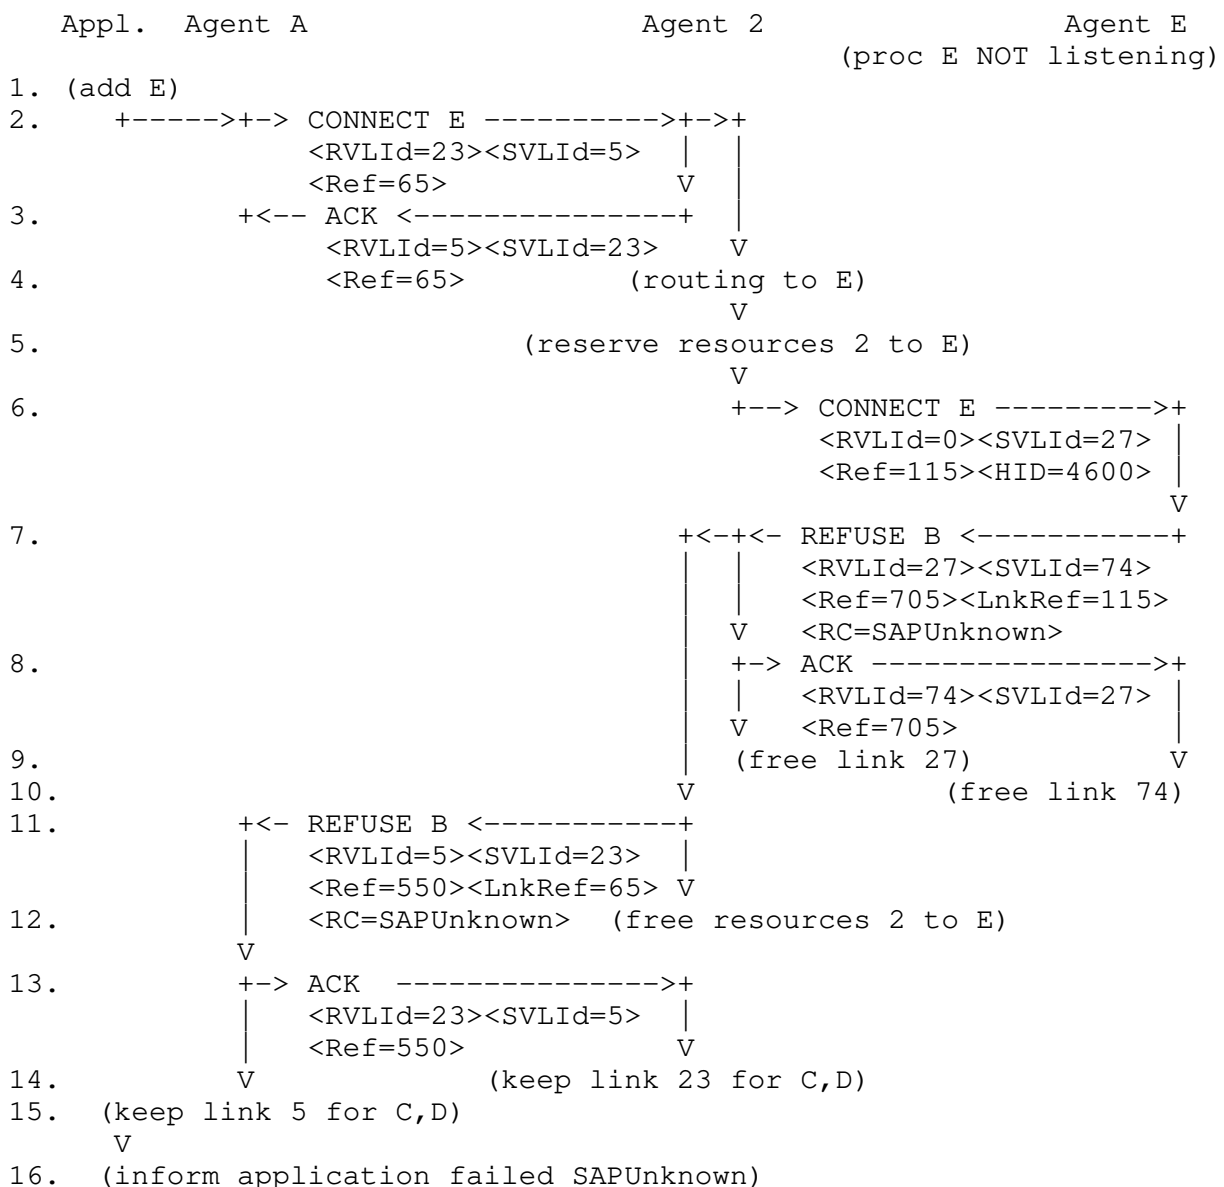 Appl.  Agent A                    Agent 2                  Agent E
                                                  (proc E NOT listening)
1. (add E)
2.    +----->+-> CONNECT E ---------->+->+
                 <RVLId=23><SVLId=5>  |  |
                 <Ref=65>             V  |
3.            +<-- ACK <---------------+  |
                   <RVLId=5><SVLId=23>    V
4.                 <Ref=65>          (routing to E)
                                           V
5.                             (reserve resources 2 to E)
                                           V
6.                                         +--> CONNECT E --------->+
                                                <RVLId=0><SVLId=27> |
                                                <Ref=115><HID=4600> |
                                                                     V
7.                                      +<-+<- REFUSE B <-----------+
                                        |  |   <RVLId=27><SVLId=74>
                                        |  |   <Ref=705><LnkRef=115>
                                        |  V   <RC=SAPUnknown>
8.                                      |  +-> ACK ---------------->+
                                        |  |   <RVLId=74><SVLId=27> |
                                        |  V   <Ref=705>            |
9.                                      |  (free link 27)           V
10.                                     V               (free link 74)
11.           +<- REFUSE B <-----------+
              |   <RVLId=5><SVLId=23>  |
              |   <Ref=550><LnkRef=65> V
12.           |   <RC=SAPUnknown>  (free resources 2 to E)
              V
13.           +-> ACK  --------------->+
              |   <RVLId=23><SVLId=5>  |
              |   <Ref=550>            V
14.           V              (keep link 23 for C,D)
15.  (keep link 5 for C,D)
      V
16.  (inform application failed SAPUnknown)